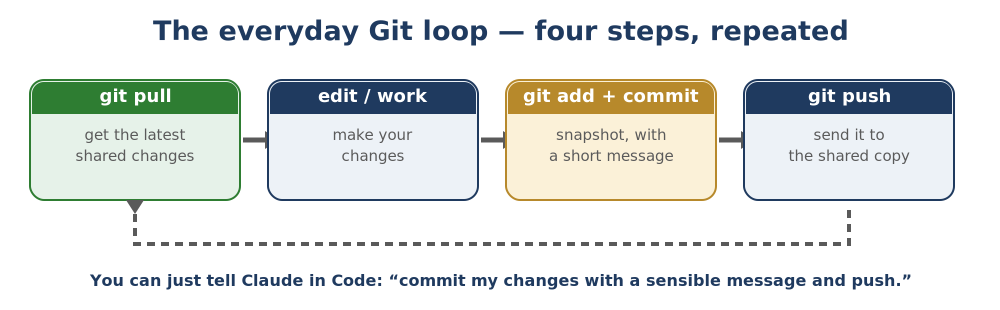 The everyday Git loop — four steps, repeated
git pull
get the latest
shared changes
edit / work
make your
changes
git add + commit
snapshot, with
a short message
git push
send it to
the shared copy
You can just tell Claude in Code: “commit my changes with a sensible message and push.”